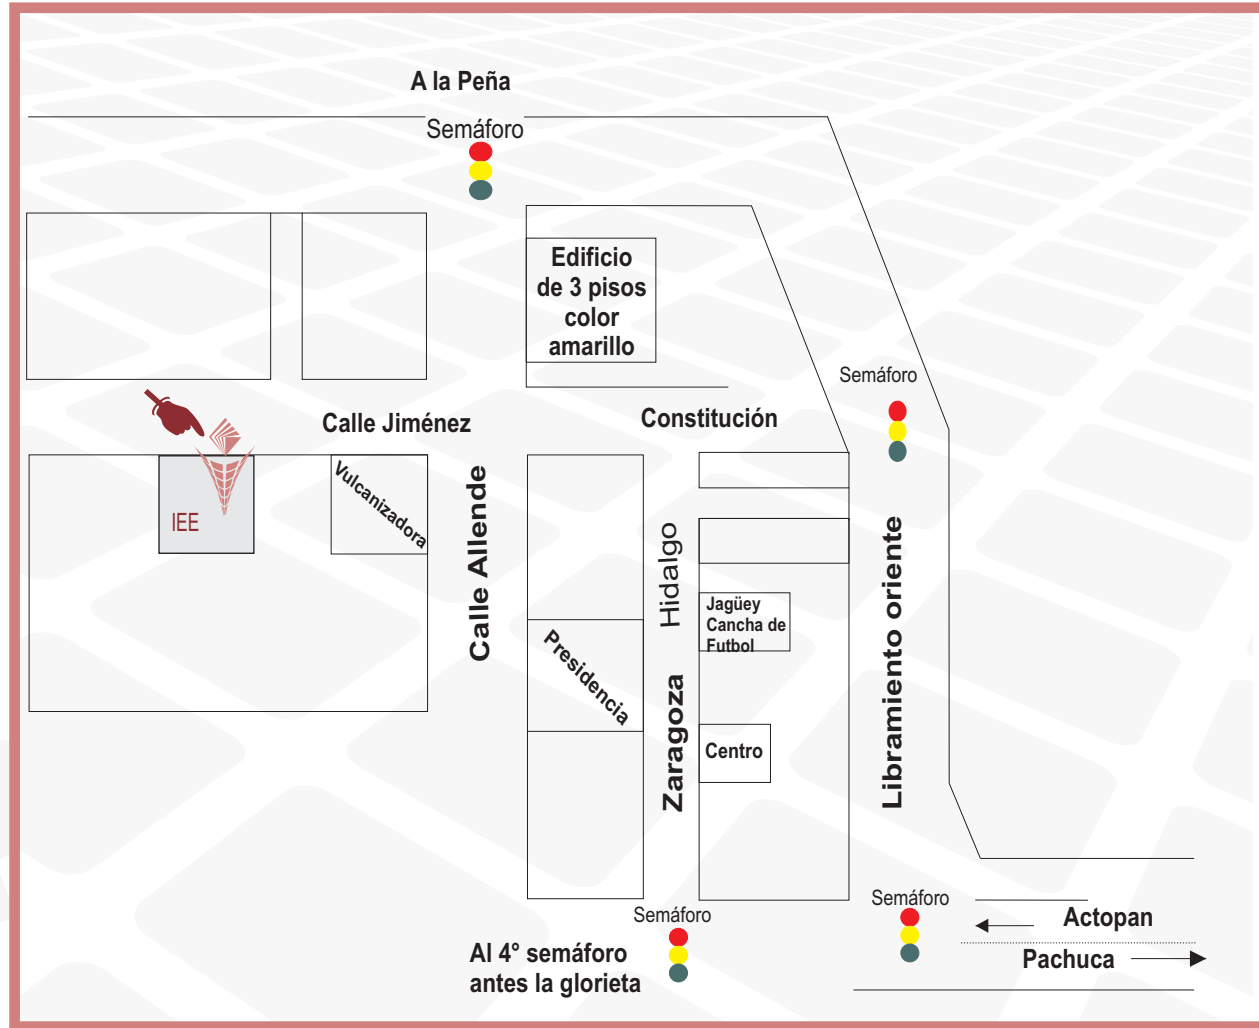 A la Peña
Semáforo
Edificio
de 3 pisos
color
amarillo
Semáforo
Calle Jiménez
Constitución
IEE
Vulcanizadora
Calle Allende
Hidalgo
Zaragoza
Jagüey
Cancha de
Futbol
Presidencia
Centro
Libramiento oriente
Semáforo
Semáforo
Actopan
Pachuca
Al 4° semáforo
antes la glorieta